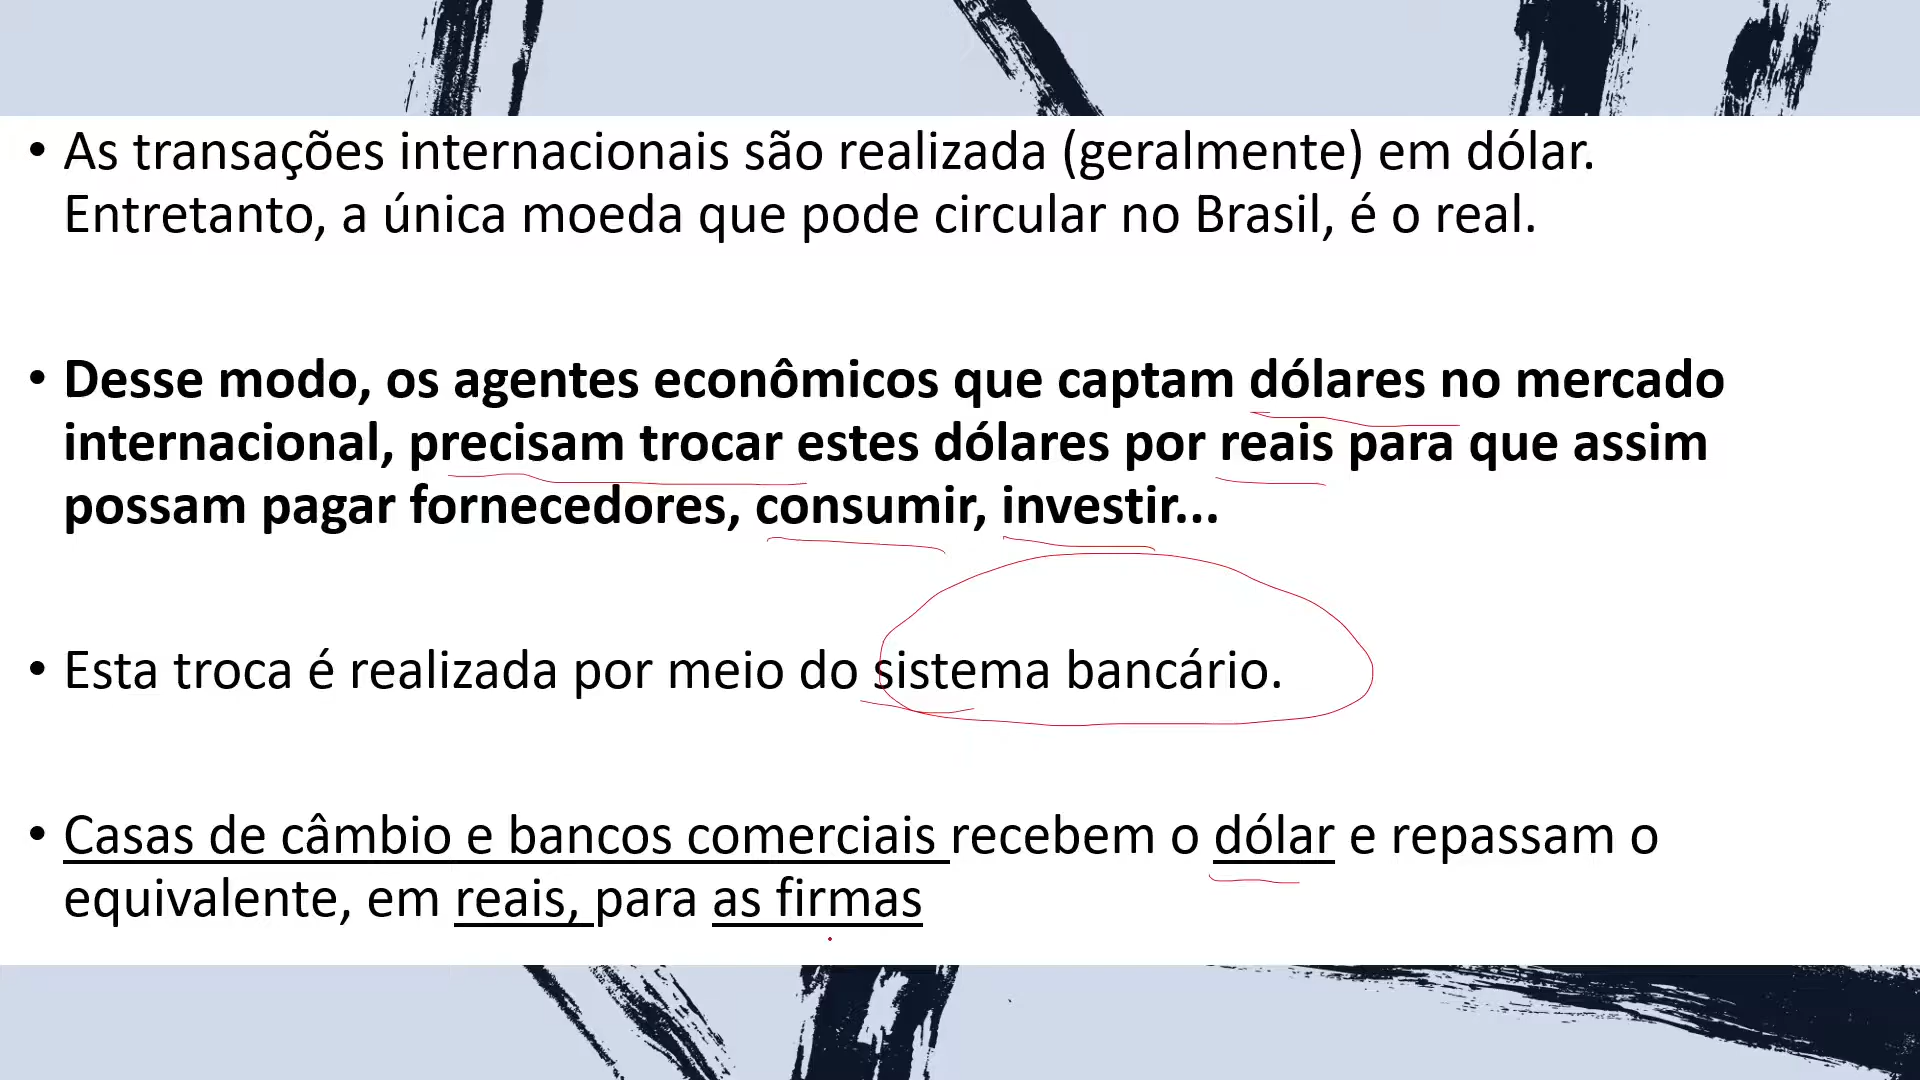 • As transações internacionais são realizada (geralmente) em dólar.
Entretanto, a única moeda que pode circular no Brasil, é o real.
• Desse modo, os agentes econômicos que captam dólares no mercado
internacional, precisam trocar estes dólares por reais para que assim
possam pagar fornecedores, consumir, investir...
• Esta troca é realizada por meio do sistema bancário.
• Casas de câmbio e bancos comerciais recebem o dólar e repassam o
equivalente, em reais, para as firmas